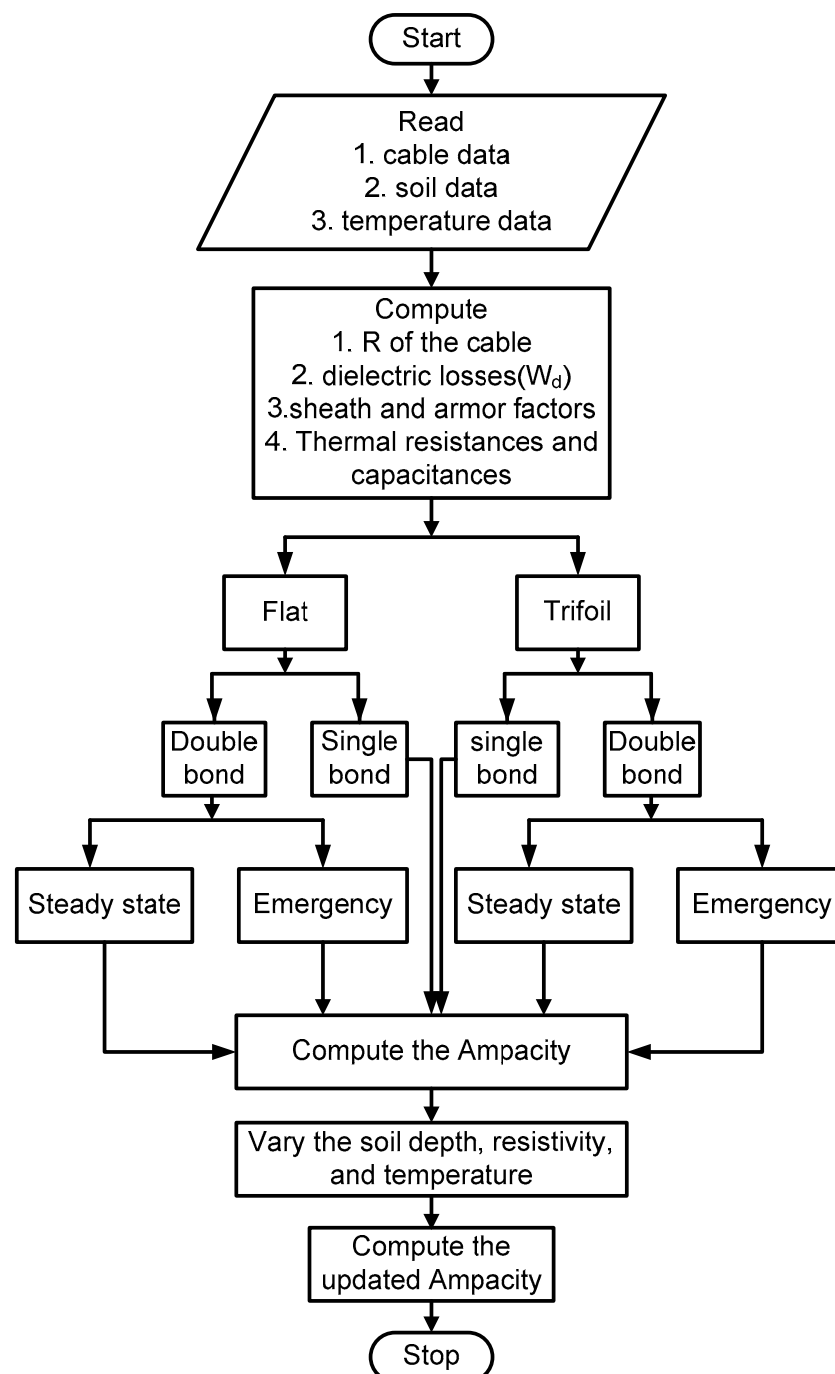 Start
Read
1. cable data
2. soil data
3. temperature data
Compute
1. R of the cable
2. dielectric losses(Wd)
3.sheath and armor factors
4. Thermal resistances and
capacitances
Flat
Trifoil
Double
bond
Single
bond
single
bond
Double
bond
Steady state
Emergency
Steady state
Emergency
Compute the Ampacity
Vary the soil depth, resistivity,
and temperature
Compute the
updated Ampacity
Stop